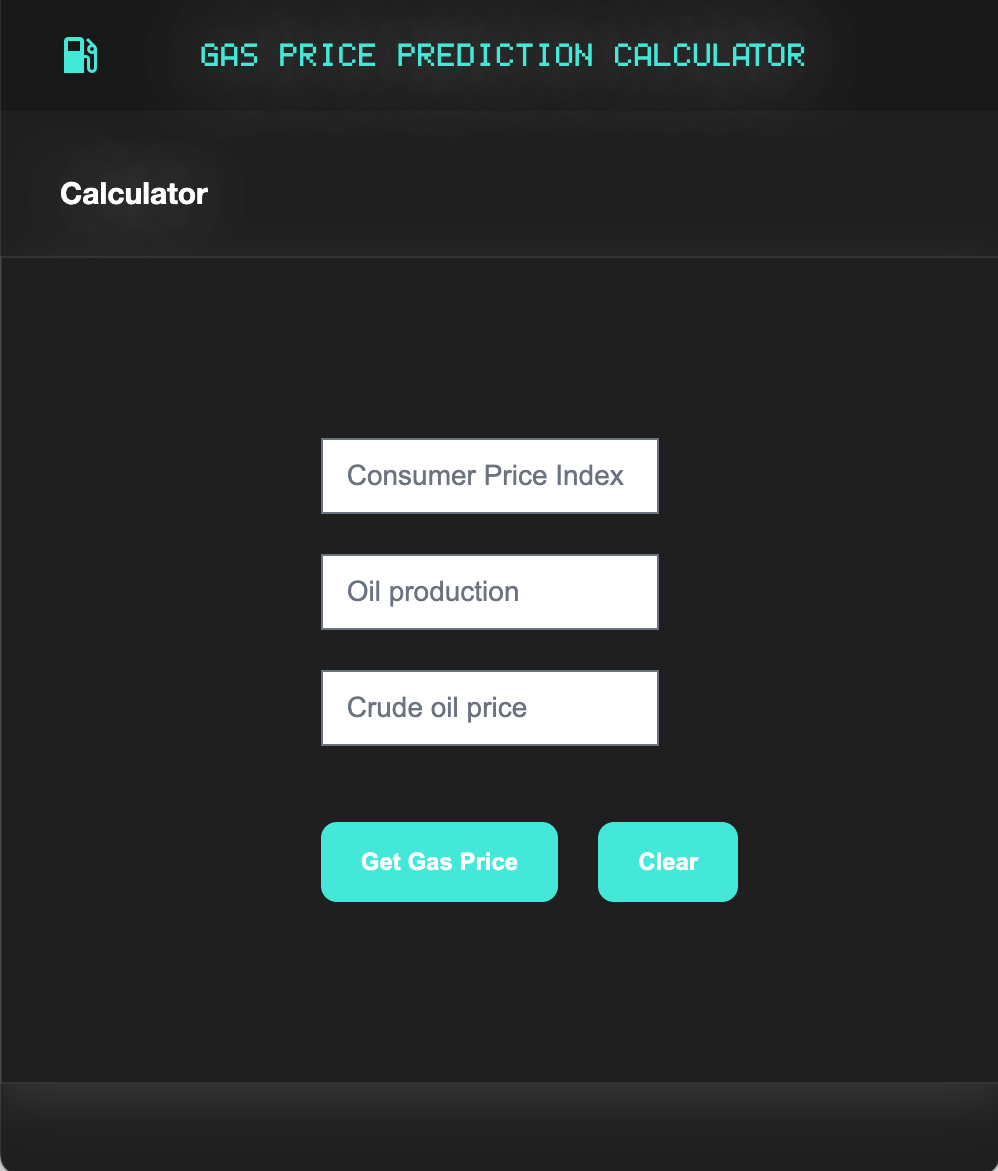 GAS PRICE PREDICTION CALCULATOR
Calculator
Consumer Price Index
Oil production
Crude oil price
Get Gas Price Clear